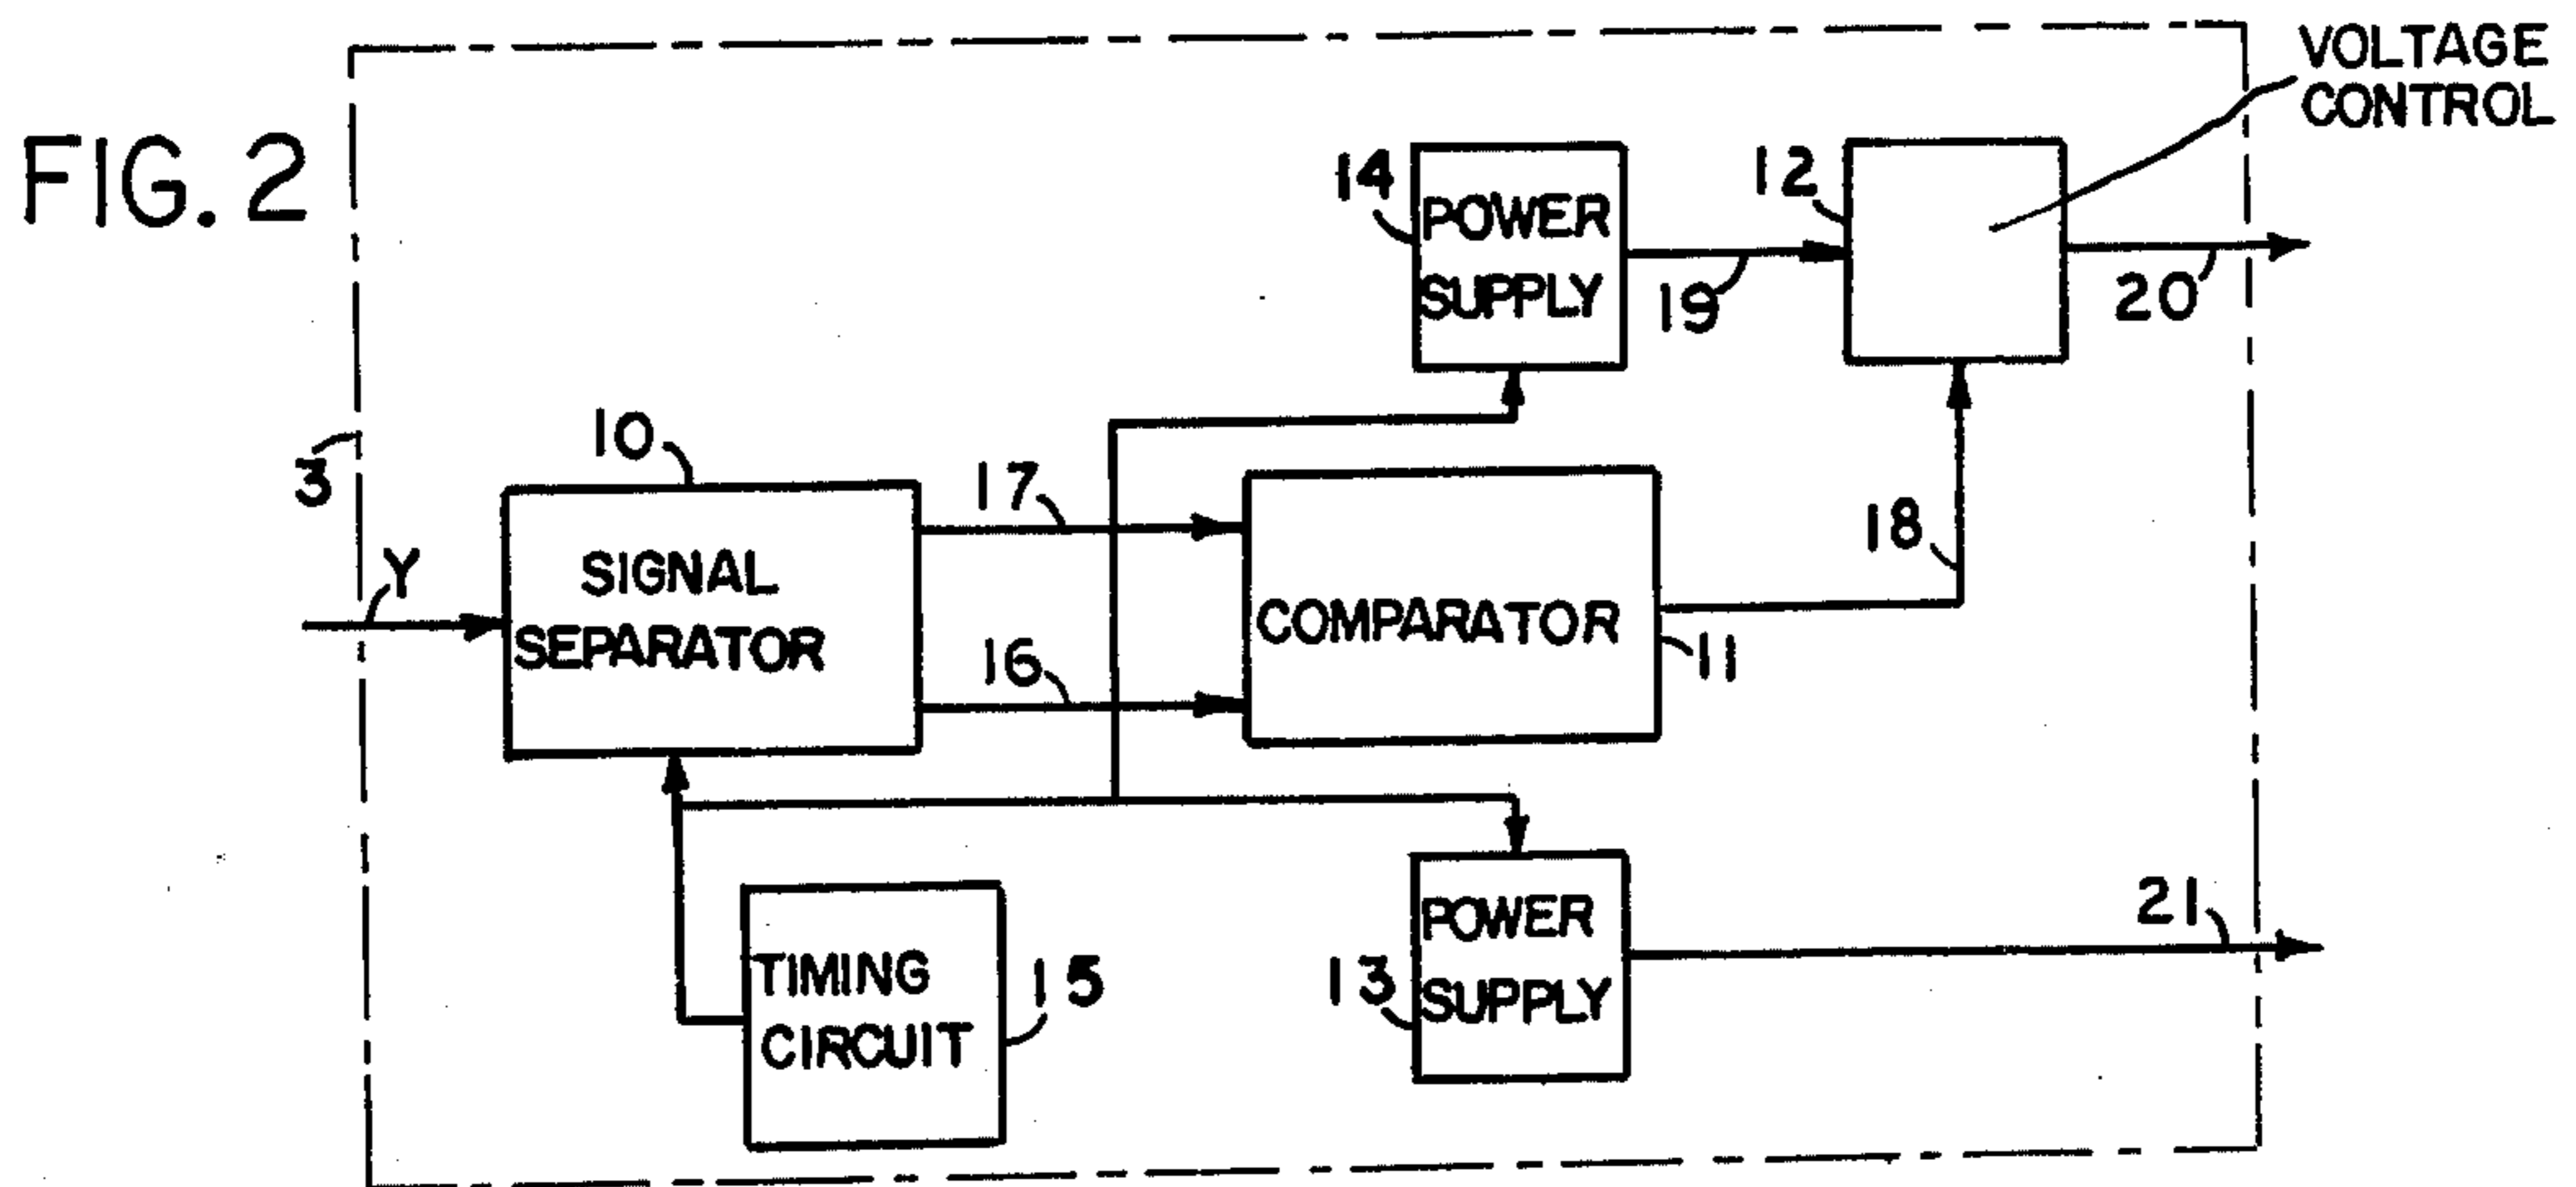 FIG. 2
VOLTAGE
CONTROL
14
POWER
SUPPLY
19
12
20
3
Y
10
SIGNAL
SEPARATOR
17
16
COMPARATOR
11
18
TIMING
CIRCUIT
15
13
POWER
SUPPLY
21